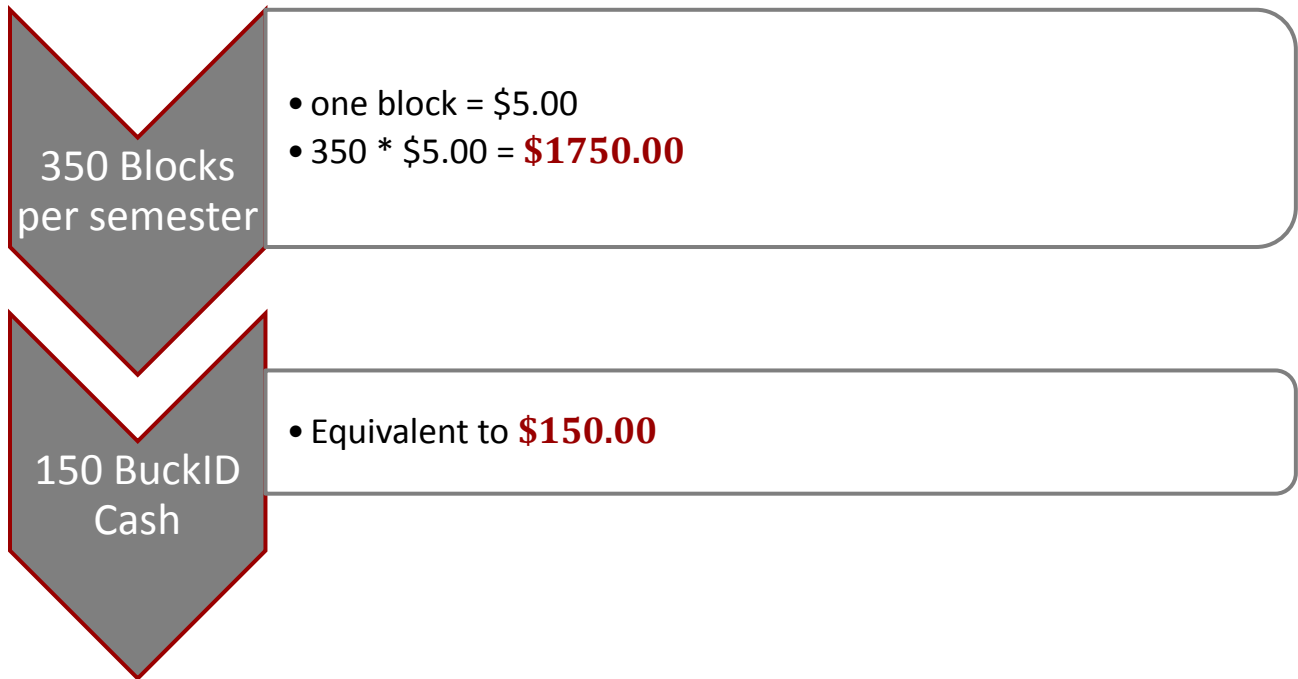 350 Blocks
per semester
• one block = $5.00
• 350 * $5.00 = $1750.00
150 BuckID
Cash
• Equivalent to $150.00